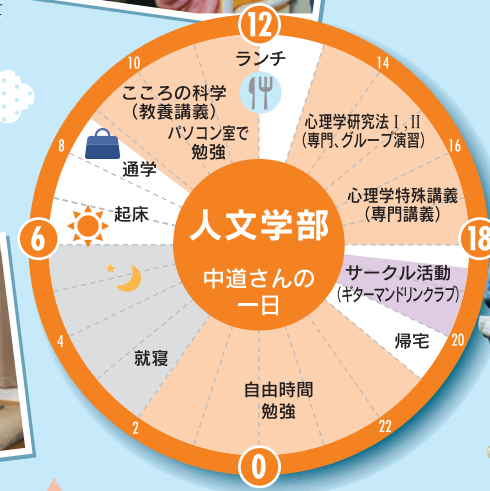 12
ランチ
14
心理学研究法Ⅰ、Ⅱ
(専門、グループ演習)
16
心理学特殊講義
(専門講義)
18
サークル活動
(ギターマンドリンクラブ)
20
帰宅
22
自由時間
勉強
0
2
就寝
4
6
起床
通学
8
10
こころの科学
(教養講義)
パソコン室で
勉強
人文学部
中道さんの
一日